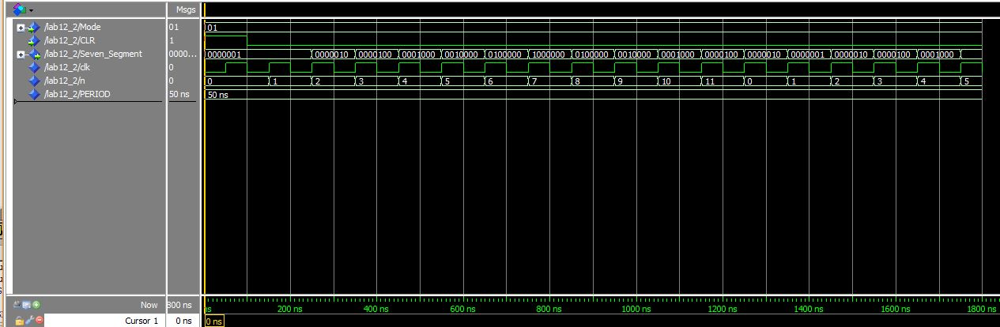 Msgs
/lab12_2/Mode 01 01
/lab12_2/CLR 1
/lab12_2/Seven_Segment 0000... 0000001 0000010 0000100 0001000 0010000 0100000 1000000 0100000 0010000 0001000 0000100 0000010 0000001 0000010 0000100 0001000
/lab12_2/clk 0
/lab12_2/n 0 0 1 2 3 4 5 6 7 8 9 10 11 0 1 2 3 4 5
/lab12_2/PERIOD 50 ns 50 ns
Now 800 ns ns 200 ns 400 ns 600 ns 800 ns 1000 ns 1200 ns 1400 ns 1600 ns 1800 ns
Cursor 1 0 ns 0 ns